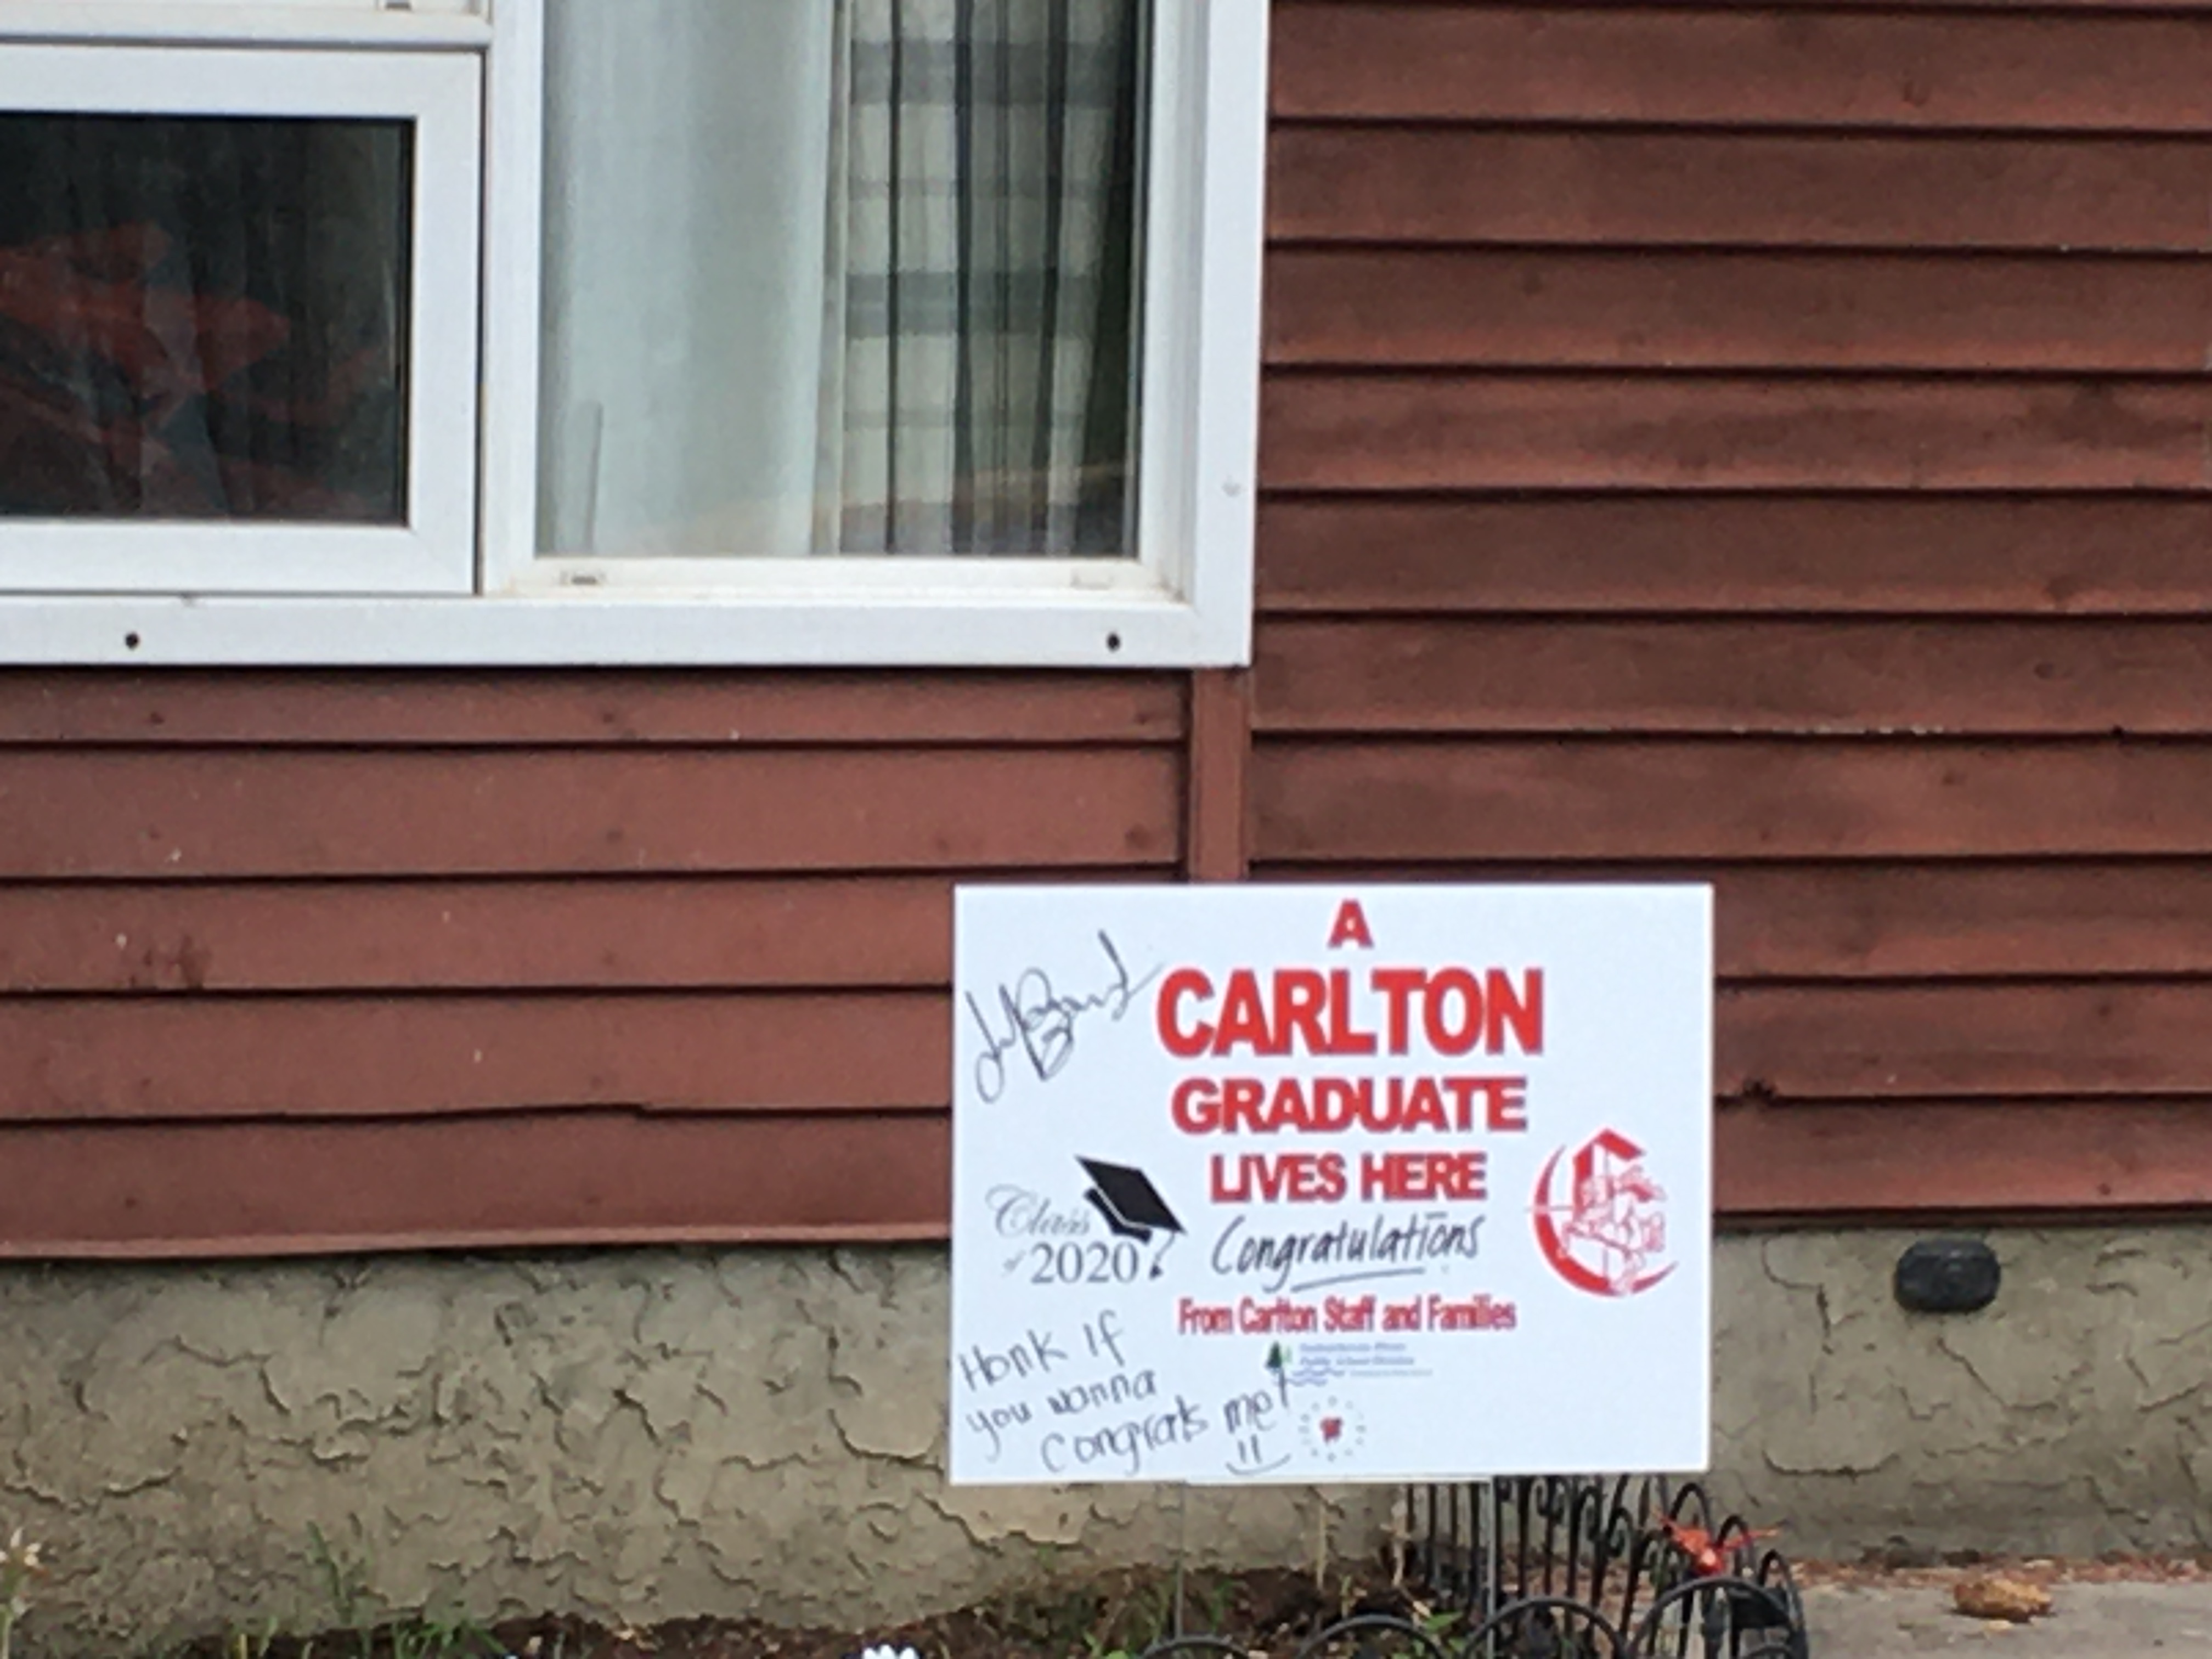 A
CARLTON
GRADUATE
LIVES HERE
Class
of 2020
Congratulations
From Carlton Staff and Families
Honk If
you wanna
congrats me!